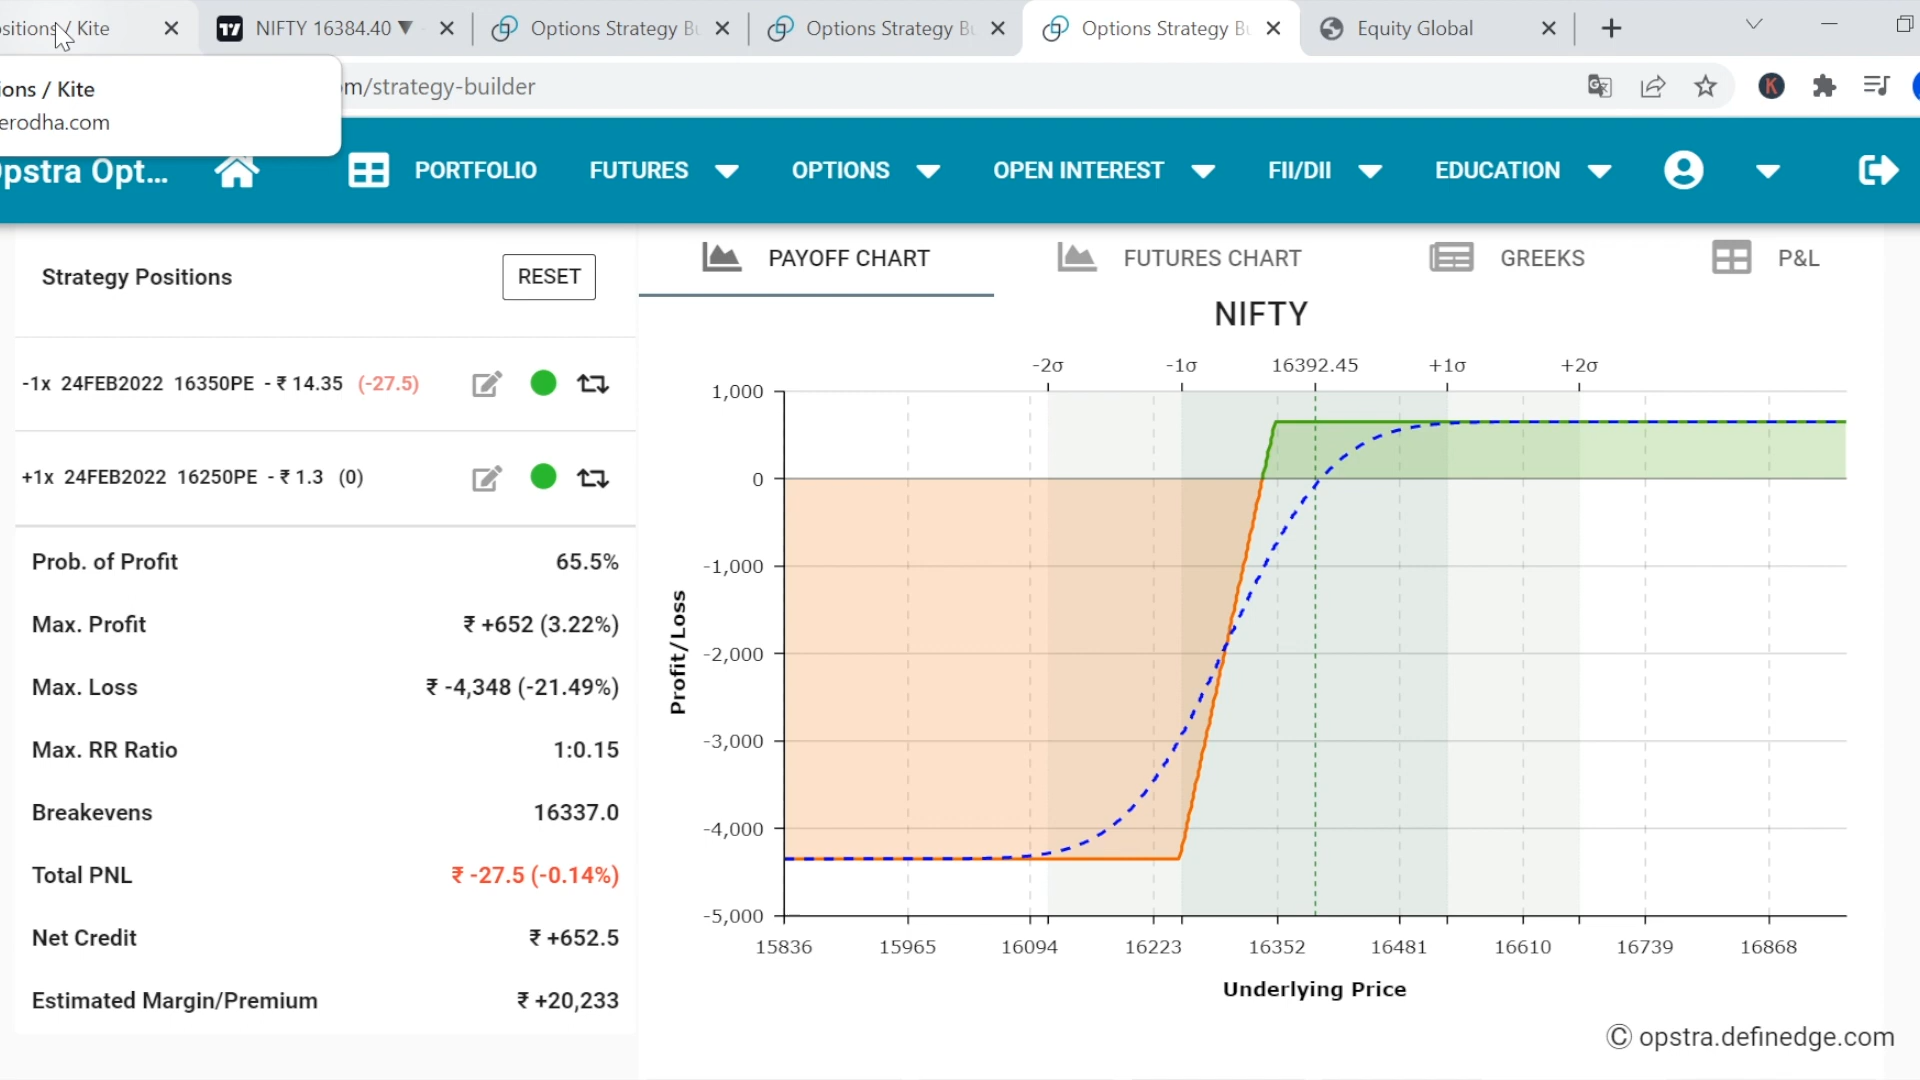 ositions / Kite
NIFTY 16384.40 ▼
Options Strategy Bu
Options Strategy Bu
Options Strategy Bu
Equity Global
ions / Kite
erodha.com
m/strategy-builder
K
pstra Opt...
PORTFOLIO
FUTURES
OPTIONS
OPEN INTEREST
FII/DII
EDUCATION
Strategy Positions
RESET
-1x 24FEB2022 16350PE - ₹ 14.35 (-27.5)
+1x 24FEB2022 16250PE - ₹ 1.3 (0)
Prob. of Profit 65.5%
Max. Profit ₹ +652 (3.22%)
Max. Loss ₹ -4,348 (-21.49%)
Max. RR Ratio 1:0.15
Breakevens 16337.0
Total PNL ₹ -27.5 (-0.14%)
Net Credit ₹ +652.5
Estimated Margin/Premium ₹ +20,233
PAYOFF CHART
FUTURES CHART
GREEKS
P&L
NIFTY
-2σ -1σ 16392.45 +1σ +2σ
1,000
0
-1,000
-2,000
-3,000
-4,000
-5,000
Profit/Loss
15836 15965 16094 16223 16352 16481 16610 16739 16868
Underlying Price
© opstra.definedge.com